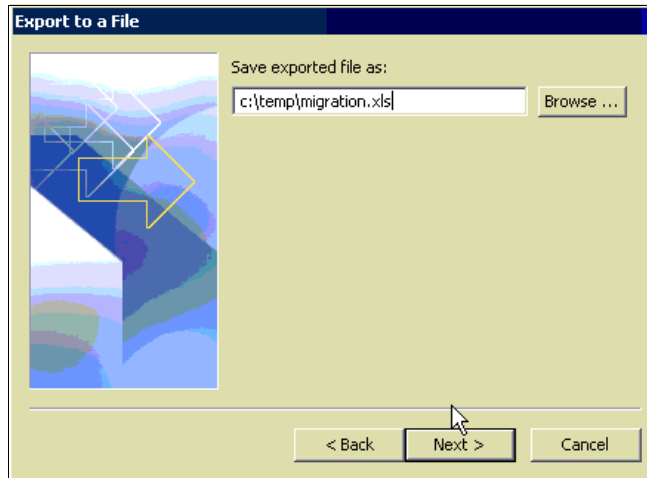 Export to a File
Save exported file as:
c:\temp\migration.xls
Browse ...
< Back
Next >
Cancel